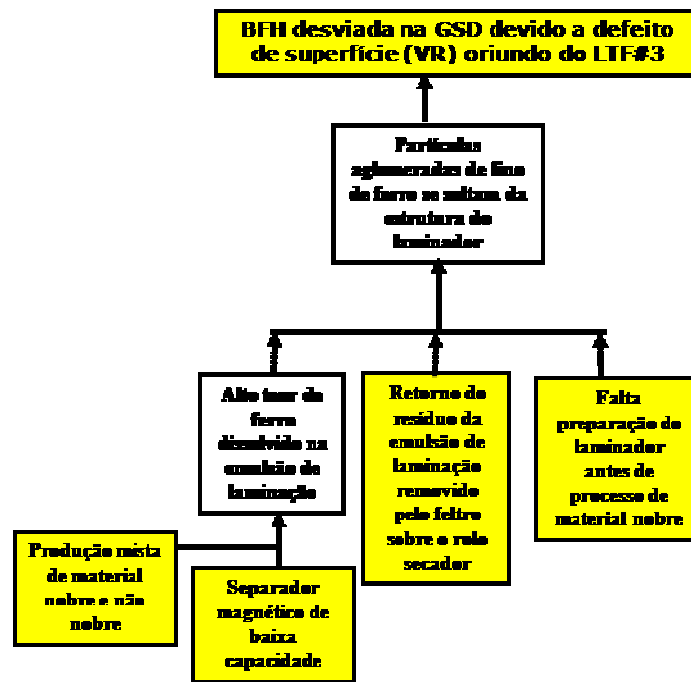 BFH desviada na GSD devido a defeito
de superfície (VR) oriundo do LTF#3
Partículas
aglomeradas de fino
de ferro se soltam da
estrutura do
laminador
Alto teor de
ferro
dissolvido na
emulsão de
laminação
Retorno do
resíduo da
emulsão de
laminação
removido
pelo feltro
sobre o rolo
secador
Falta
preparação do
laminador
antes de
processo de
material nobre
Produção mista
de material
nobre e não
nobre
Separador
magnético de
baixa
capacidade